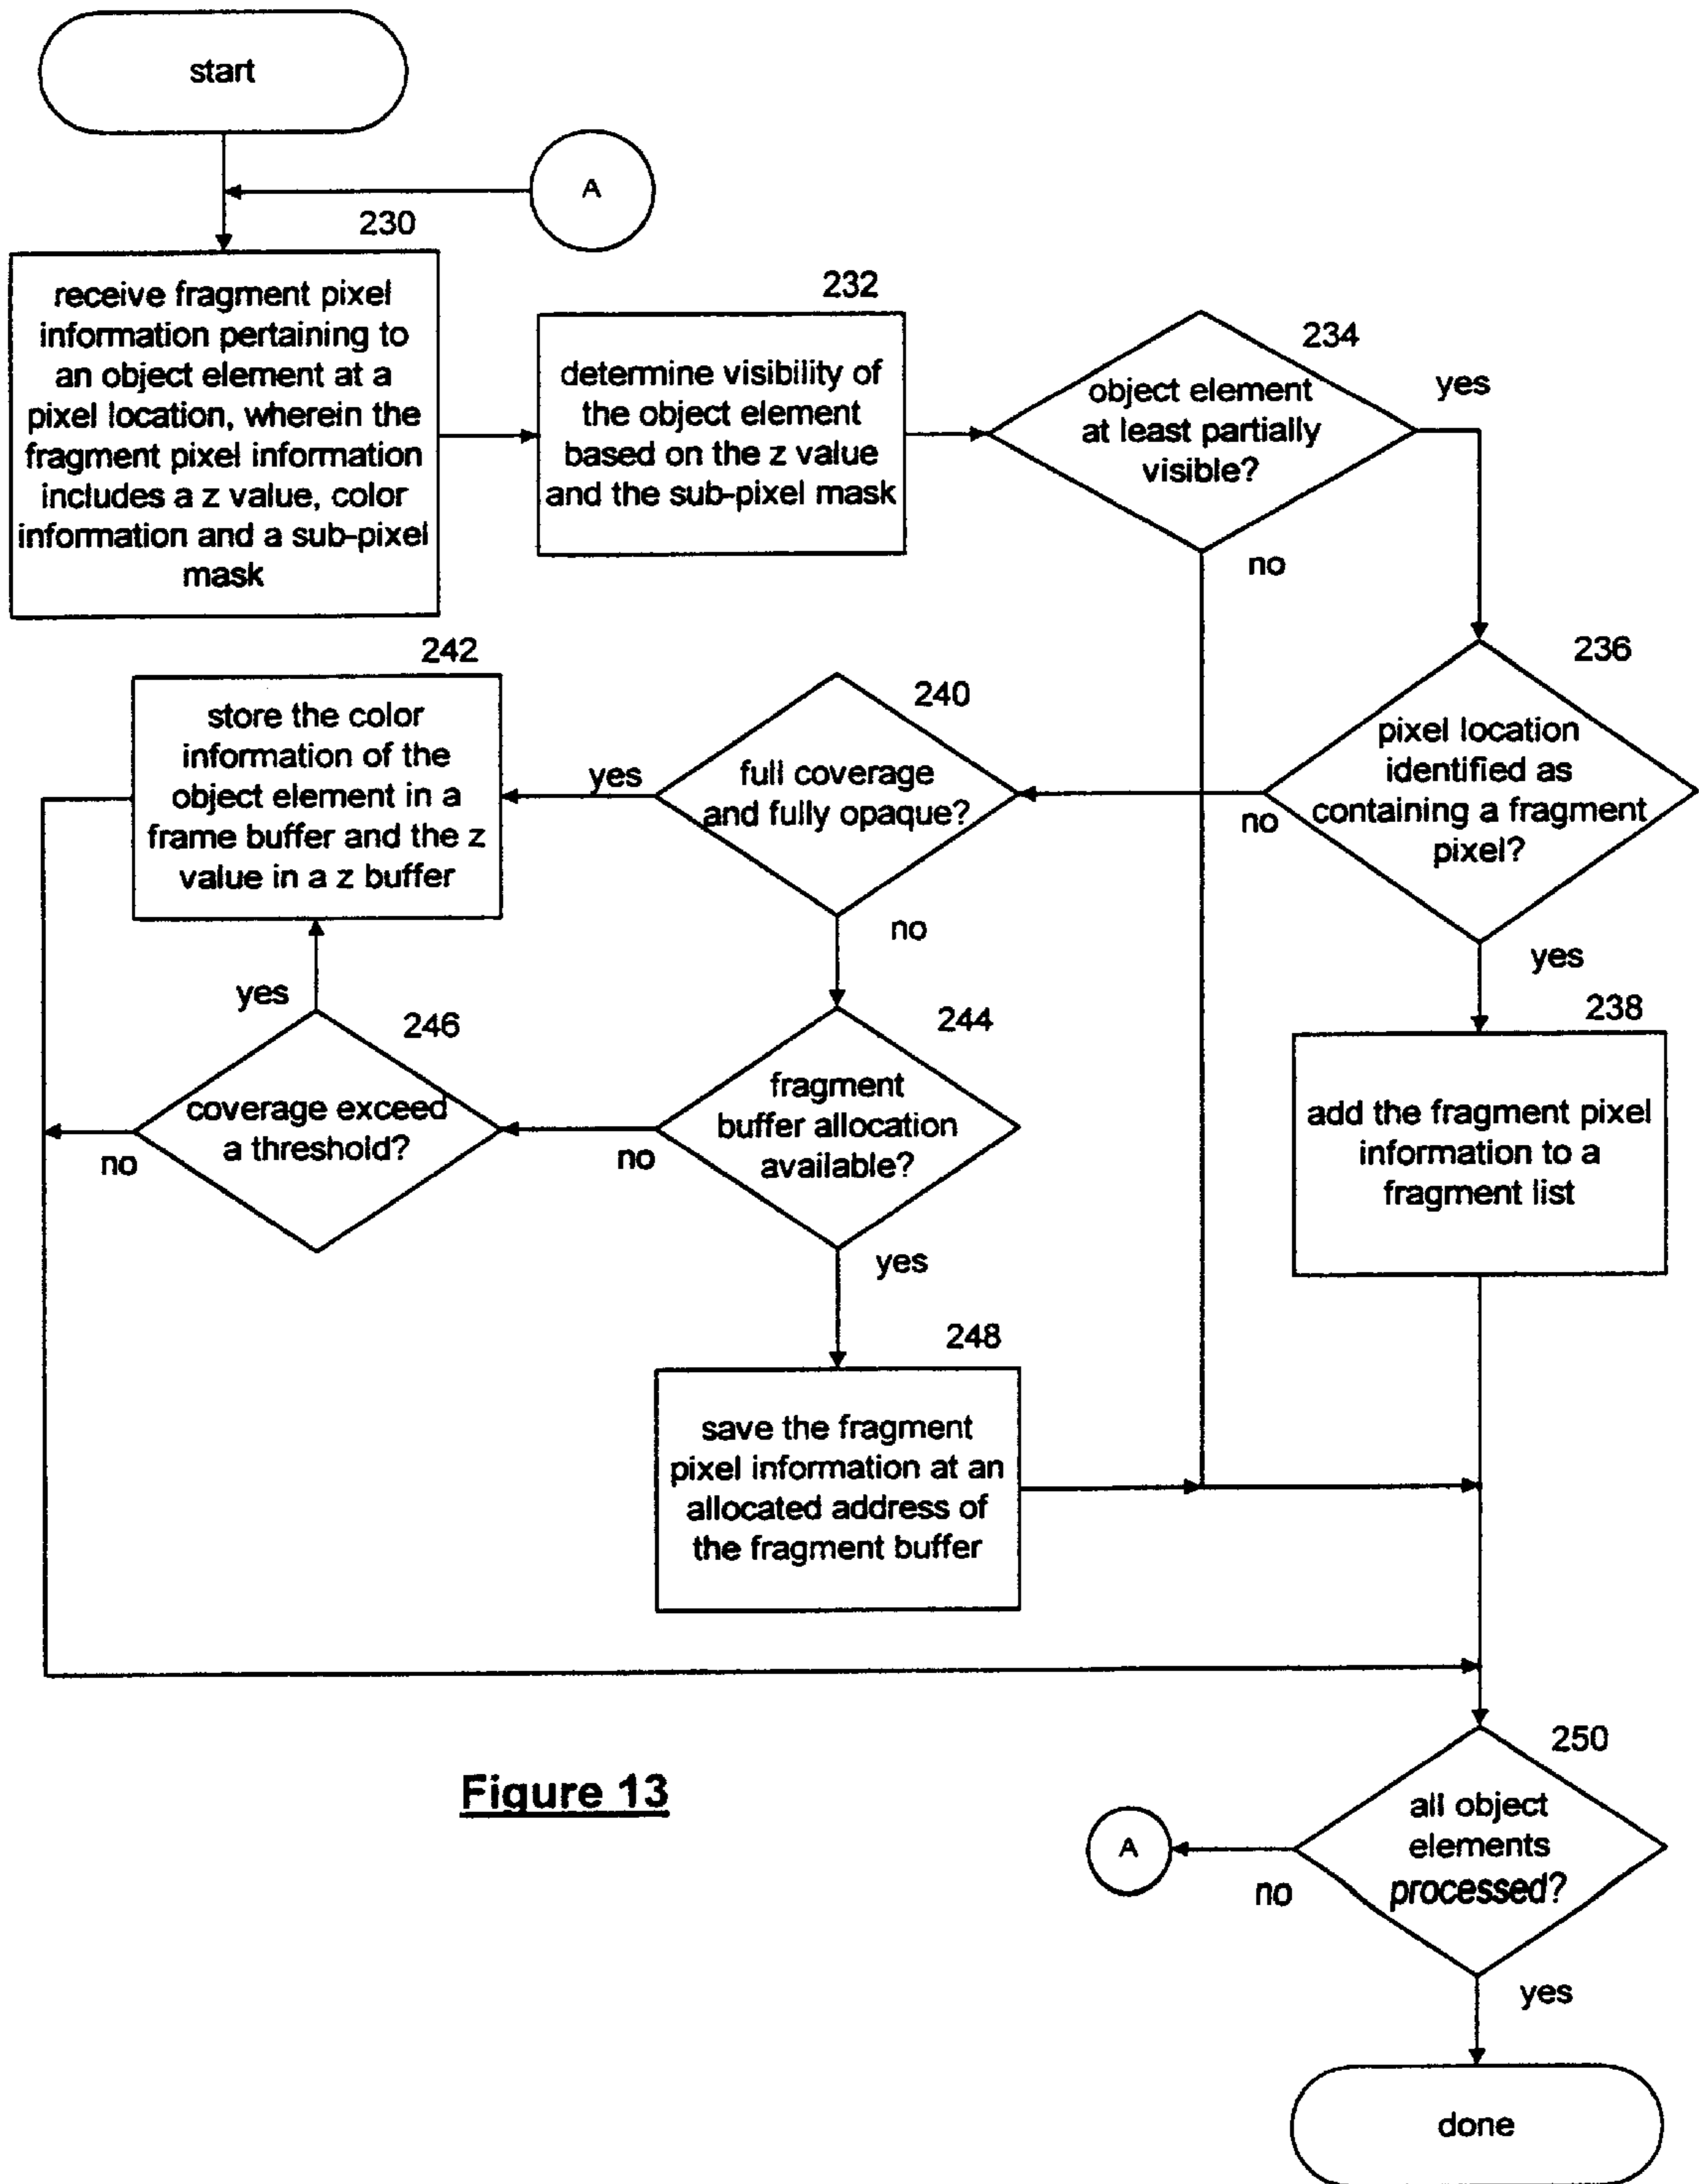 start
A
230
receive fragment pixel
information pertaining to
an object element at a
pixel location, wherein the
fragment pixel information
includes a z value, color
information and a sub-pixel
mask
232
determine visibility of
the object element
based on the z value
and the sub-pixel mask
234
object element
at least partially
visible?
yes
no
236
pixel location
identified as
containing a fragment
pixel?
no
yes
238
add the fragment pixel
information to a
fragment list
240
full coverage
and fully opaque?
yes
no
242
store the color
information of the
object element in a
frame buffer and the z
value in a z buffer
244
fragment
buffer allocation
available?
no
yes
246
coverage exceed
a threshold?
yes
no
248
save the fragment
pixel information at an
allocated address of
the fragment buffer
250
all object
elements
processed?
no
A
yes
done
Figure 13